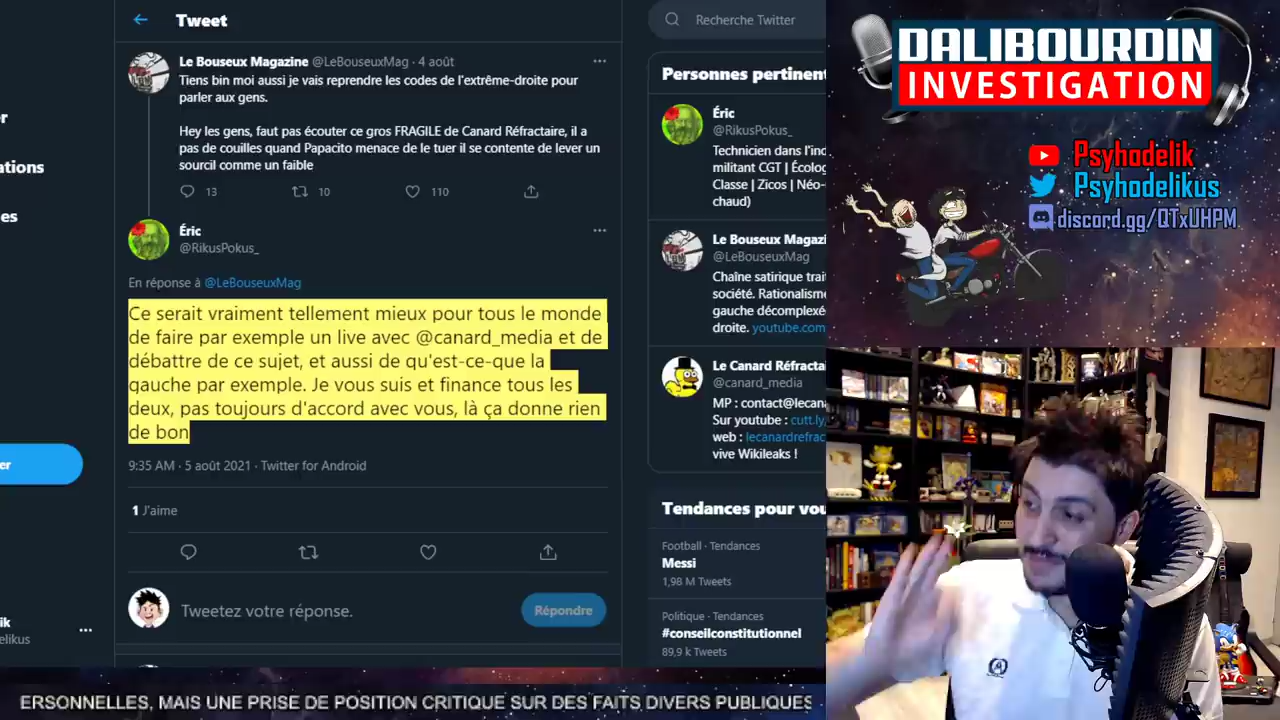 Tweet
Le Bouseux Magazine @LeBouseuxMag · 4 août
Tiens bin moi aussi je vais reprendre les codes de l'extrême-droite pour
parler aux gens.
Hey les gens, faut pas écouter ce gros FRAGILE de Canard Réfractaire, il a
pas de couilles quand Papacito menace de le tuer il se contente de lever un
sourcil comme un faible
13 10 110
Éric
@RikusPokus_
En réponse à @LeBouseuxMag
Ce serait vraiment tellement mieux pour tous le monde
de faire par exemple un live avec @canard_media et de
débattre de ce sujet, et aussi de qu'est-ce-que la
gauche par exemple. Je vous suis et finance tous les
deux, pas toujours d'accord avec vous, là ça donne rien
de bon
9:35 AM · 5 août 2021 · Twitter for Android
1 J'aime
Tweetez votre réponse.
Répondre
r
ations
es
er
ik
elikus
Recherche Twitter
Personnes pertinent
Éric
@RikusPokus_
Technicien dans l'ind
militant CGT | Écolog
Classe | Zicos | Néo-
chaud)
Le Bouseux Magazi
@LeBouseuxMag
Chaîne satirique trait
société. Rationalisme
gauche décomplexée
droite. youtube.com
Le Canard Réfracta
@canard_media
MP : contact@lecana
Sur youtube : cutt.ly
web : lecanardrefrac
vive Wikileaks !
Tendances pour vou
Football · Tendances
Messi
1,98 M Tweets
Politique · Tendances
#conseilconstitutionnel
89,9 k Tweets
DALIBOURDIN
INVESTIGATION
Psyhodelik
Psyhodelikus
discord.gg/QTxUHPM
ERSONNELLES, MAIS UNE PRISE DE POSITION CRITIQUE SUR DES FAITS DIVERS PUBLIQUES